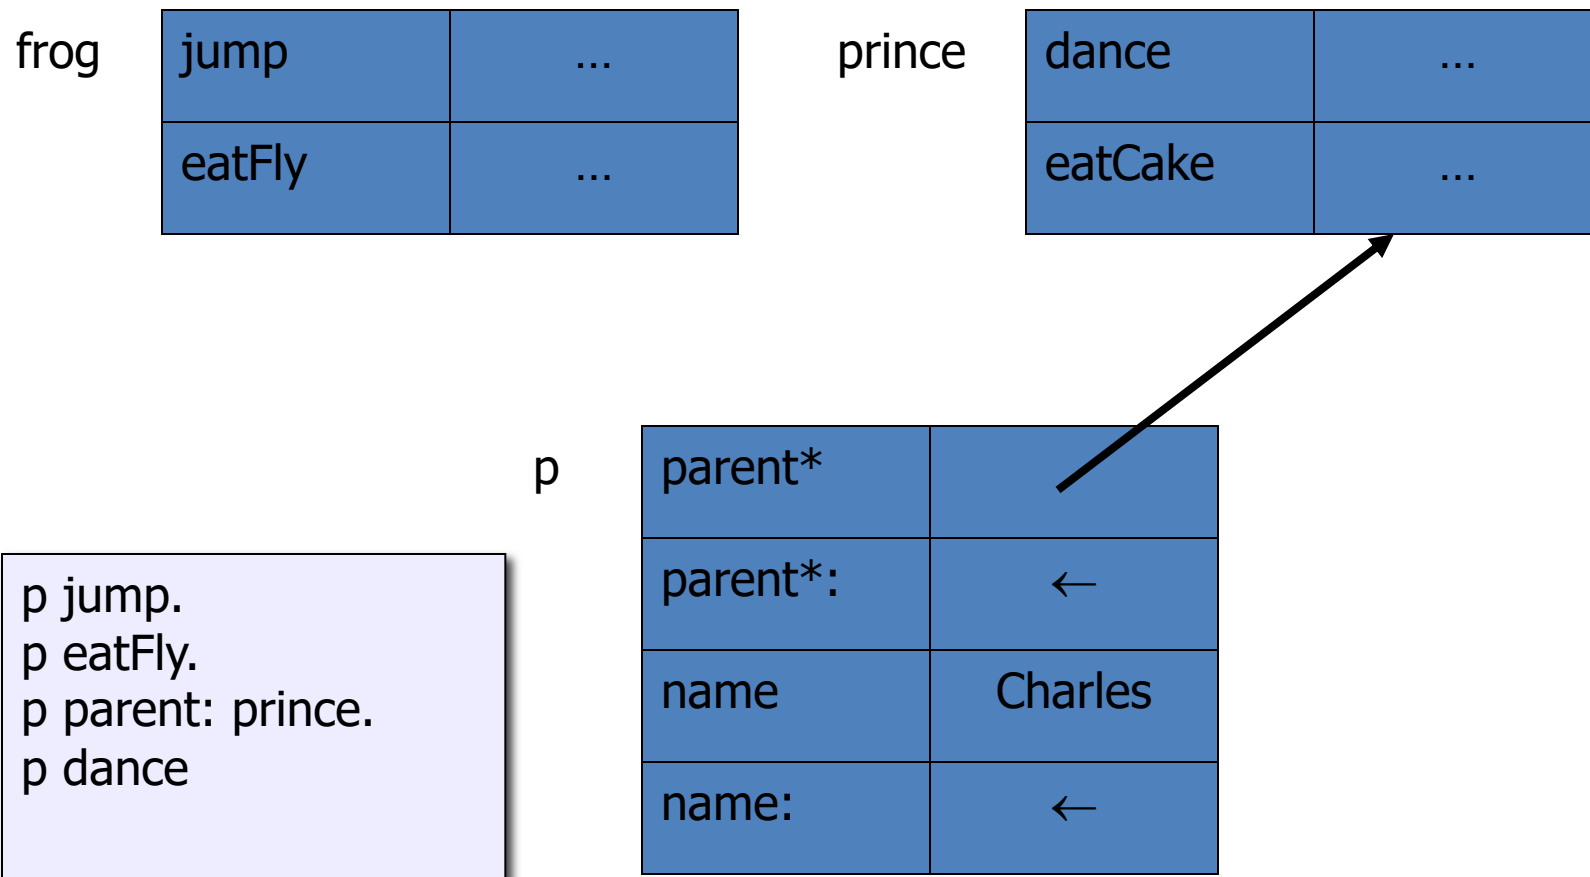 frog
jump …
eatFly …
prince
dance …
eatCake …
p
parent*
parent*: ←
name Charles
name: ←
p jump.
p eatFly.
p parent: prince.
p dance